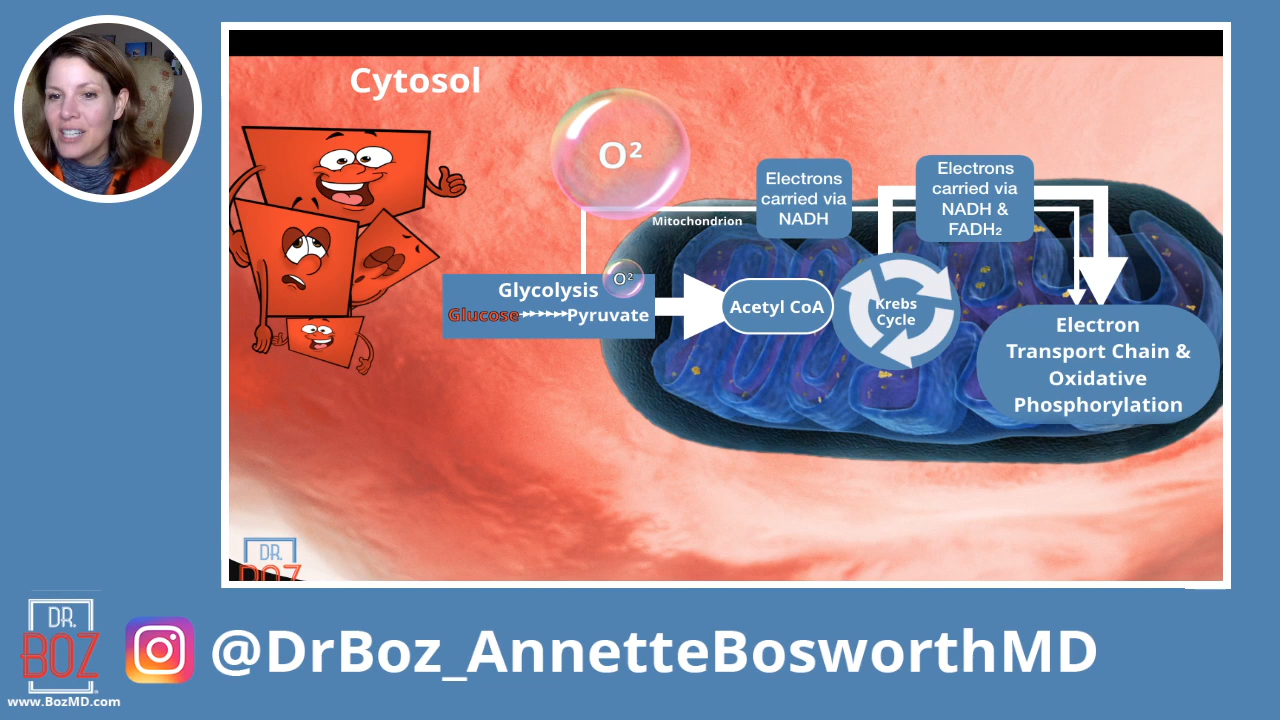 Cytosol
O²
Mitochondrion
Electrons
carried via
NADH
Electrons
carried via
NADH &
FADH₂
Glycolysis
O²
Glucose
Pyruvate
Acetyl CoA
Krebs
Cycle
Electron
Transport Chain &
Oxidative
Phosphorylation
DR.
BOZ
DR.
BOZ
www.BozMD.com
@DrBoz_AnnetteBosworthMD